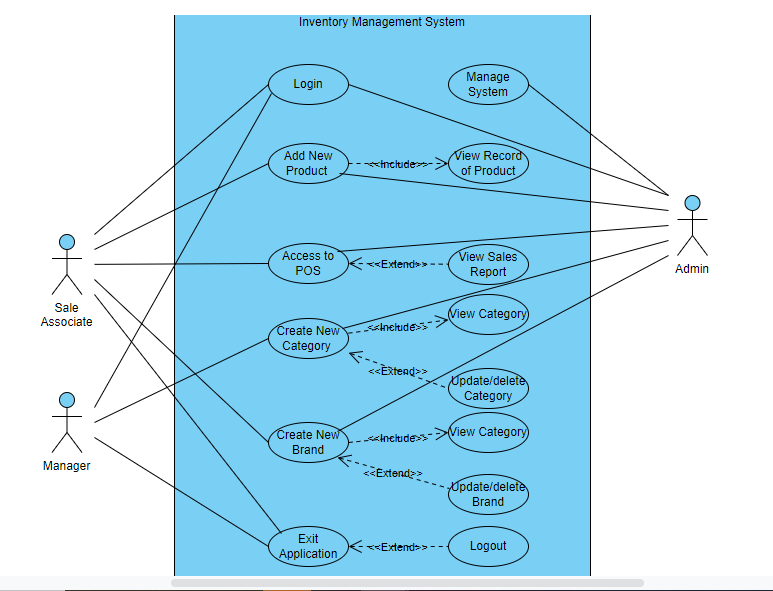 Inventory Management System
Login
Manage
System
Add New
Product
<<Include>>
View Record
of Product
Access to
POS
<<Extend>>
View Sales
Report
Sale
Associate
Admin
Create New
Category
<<Include>>
View Category
<<Extend>>
Update/delete
Category
Manager
Create New
Brand
<<Include>>
View Category
<<Extend>>
Update/delete
Brand
Exit
Application
<<Extend>>
Logout